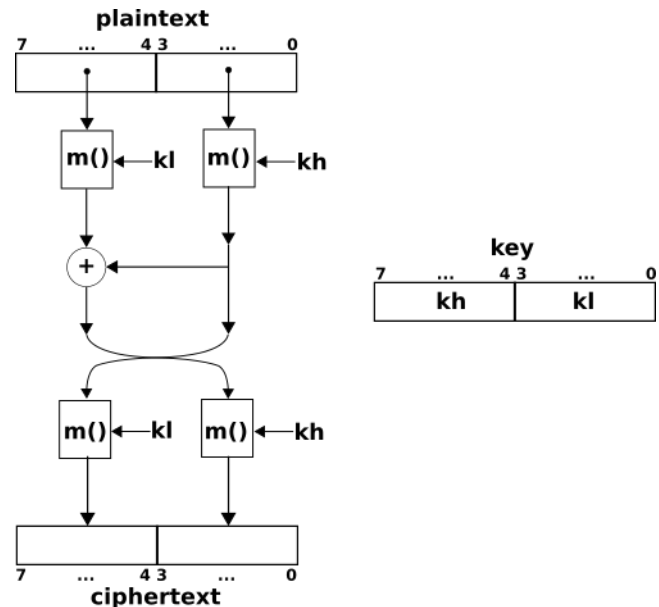 plaintext
7 ... 4 3 ... 0
m() kl m() kh
+
key
7 ... 4 3 ... 0
kh kl
m() kl m() kh
7 ... 4 3 ... 0
ciphertext